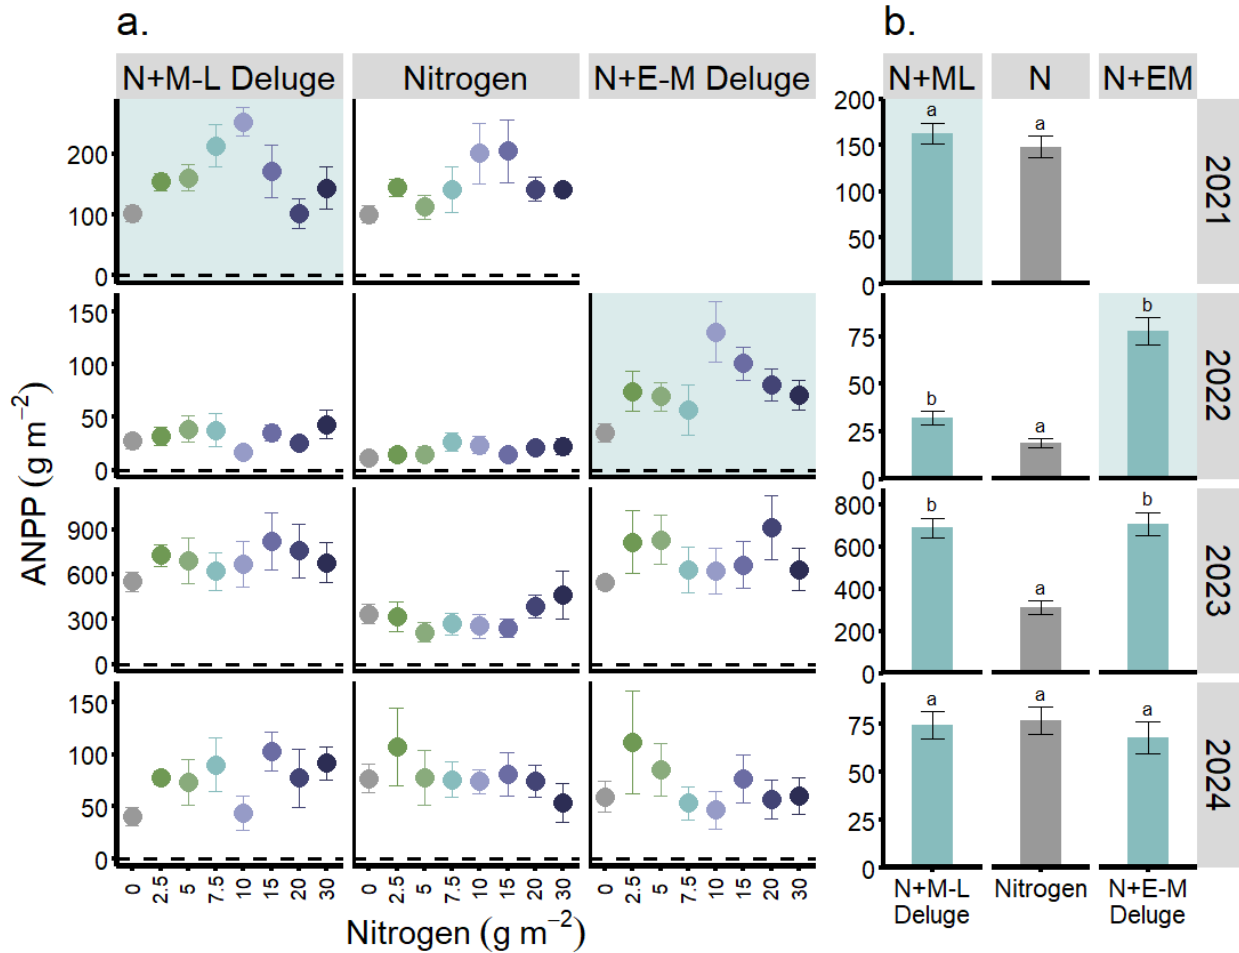 a.
b.
N+M-L Deluge
Nitrogen
N+E-M Deluge
N+ML
N
N+EM
200
100
0
200
150
100
50
0
a
a
2021
150
100
50
0
75
50
25
0
b
a
b
2022
900
600
300
0
800
600
400
200
0
b
a
b
2023
150
100
50
0
75
50
25
0
a
a
a
2024
ANPP (g m−2)
0 2.5 5 7.5 10 15 20 30
0 2.5 5 7.5 10 15 20 30
0 2.5 5 7.5 10 15 20 30
Nitrogen (g m−2)
N+M-L
Deluge
Nitrogen
N+E-M
Deluge